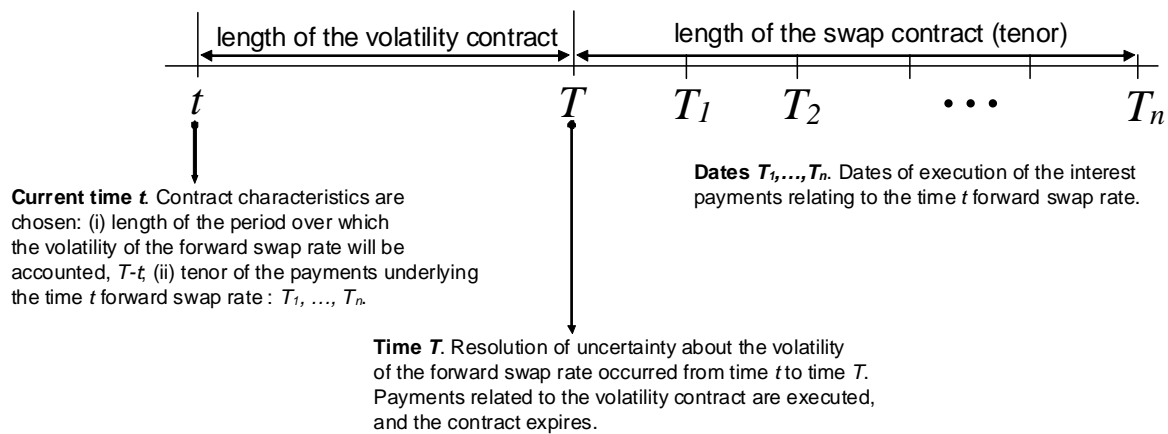 length of the volatility contract
length of the swap contract (tenor)
t
T
T1
T2
• • •
Tn
Current time t. Contract characteristics are
chosen: (i) length of the period over which
the volatility of the forward swap rate will be
accounted, T-t; (ii) tenor of the payments underlying
the time t forward swap rate : T1, ..., Tn.
Dates T1,...,Tn. Dates of execution of the interest
payments relating to the time t forward swap rate.
Time T. Resolution of uncertainty about the volatility
of the forward swap rate occurred from time t to time T.
Payments related to the volatility contract are executed,
and the contract expires.